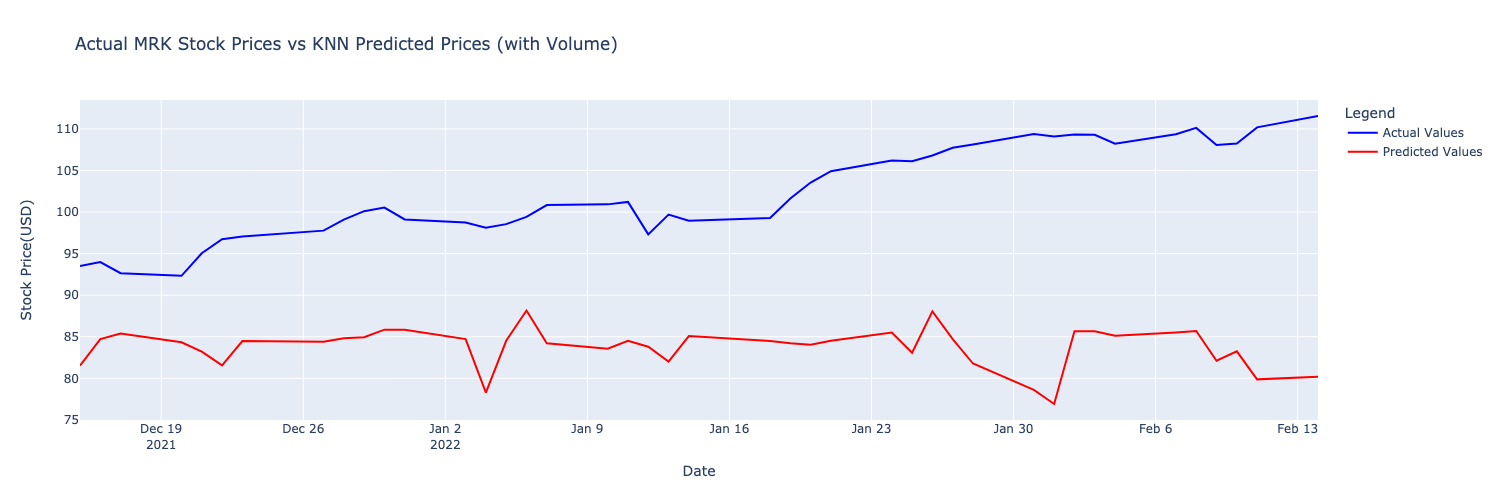 Actual MRK Stock Prices vs KNN Predicted Prices (with Volume)
Legend
Actual Values
Predicted Values
Stock Price(USD)
110
105
100
95
90
85
80
75
Dec 19
2021
Dec 26
Jan 2
2022
Jan 9
Jan 16
Jan 23
Jan 30
Feb 6
Feb 13
Date